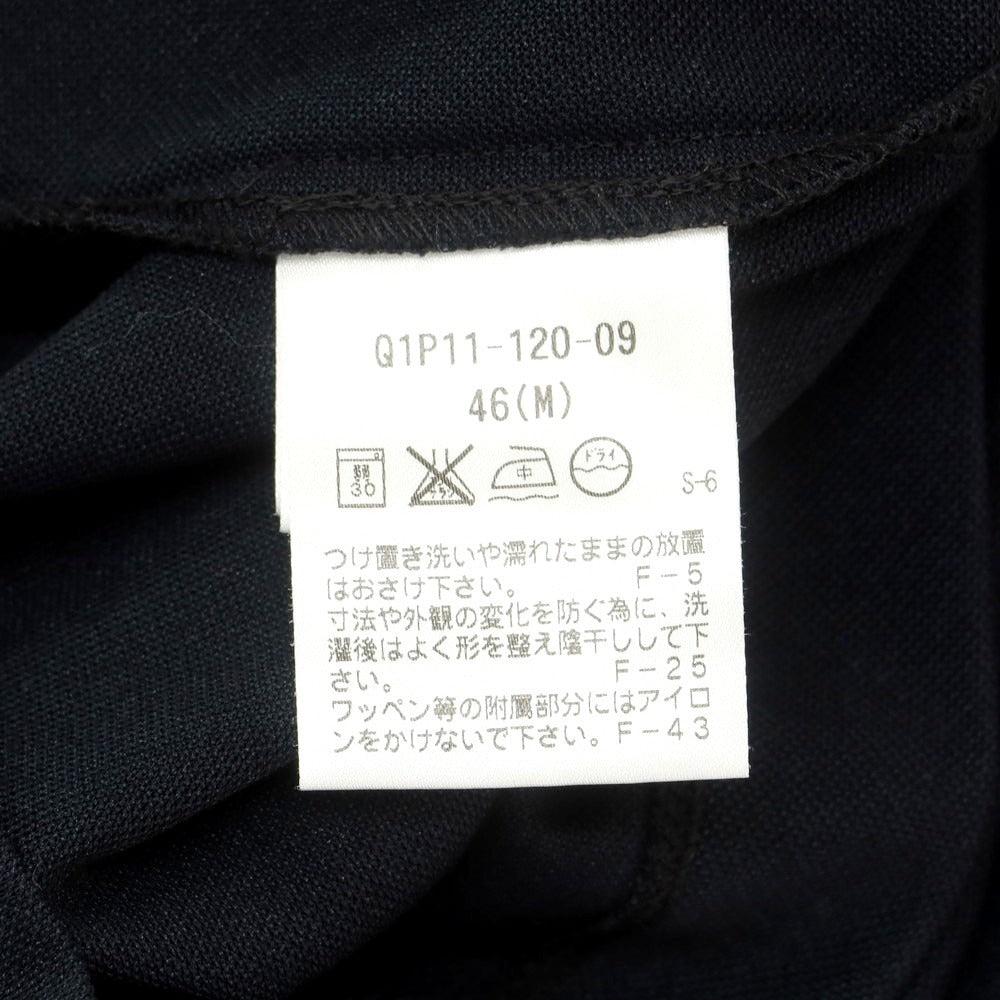 Q1P11-120-09
46(M)
30
中
ドライ
S-6
つけ置き洗いや濡れたままの放置
はおさけ下さい。 F-5
寸法や外観の変化を防ぐ為に、洗
濯後はよく形を整え陰干しして下
さい。 F-25
ワッペン等の附属部分にはアイロ
ンをかけないで下さい。F-43